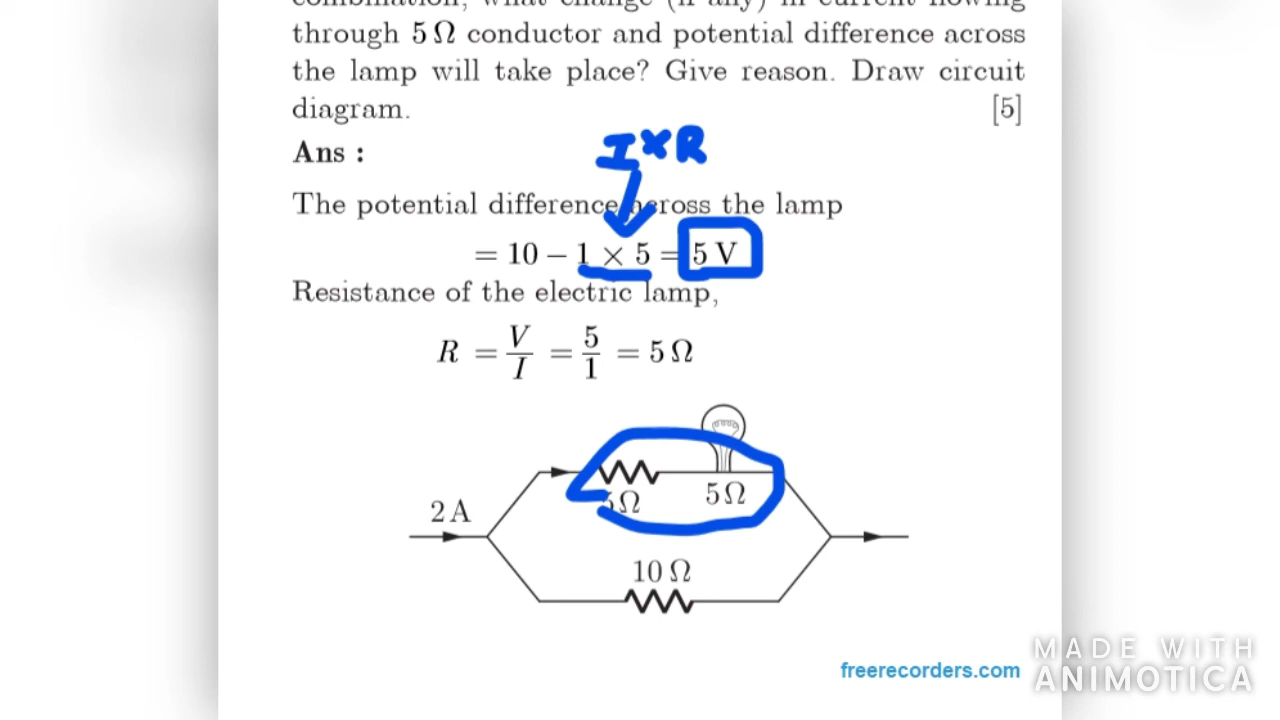 through 5 Ω conductor and potential difference across
the lamp will take place? Give reason. Draw circuit
diagram. [5]
Ans :
I×R
The potential difference across the lamp
= 10 − 1 × 5 = 5 V
Resistance of the electric lamp,
R = V/I = 5/1 = 5 Ω
2 A
5Ω 5Ω
10 Ω
freerecorders.com
MADE WITH
ANIMOTICA